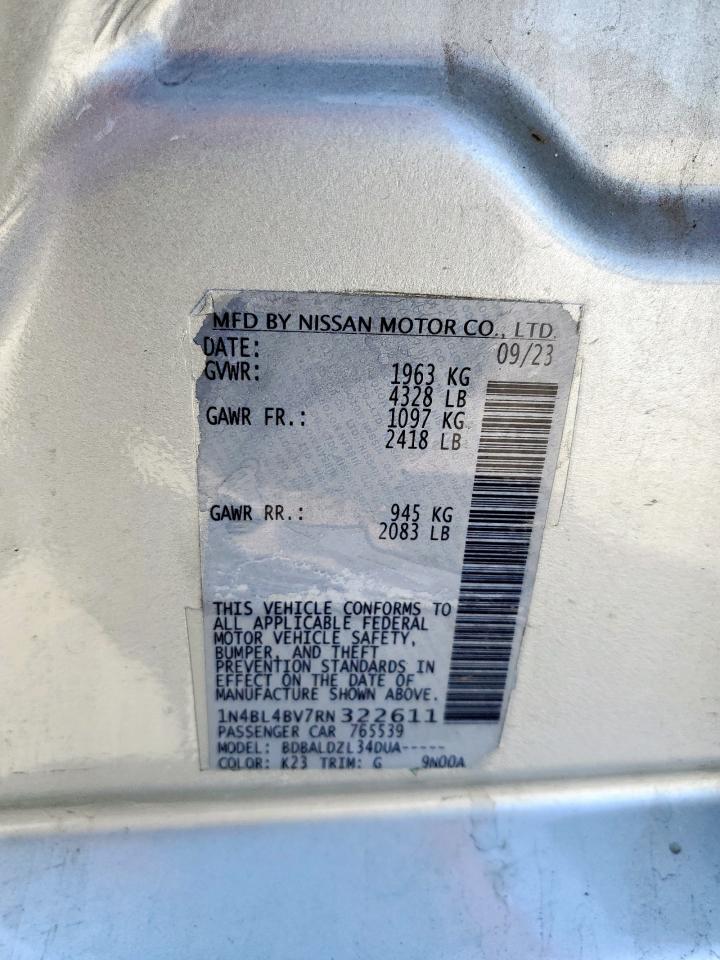 MFD BY NISSAN MOTOR CO., LTD.
DATE: 09/23
GVWR: 1963 KG
4328 LB
GAWR FR.: 1097 KG
2418 LB
GAWR RR.: 945 KG
2083 LB
THIS VEHICLE CONFORMS TO
ALL APPLICABLE FEDERAL
MOTOR VEHICLE SAFETY,
BUMPER, AND THEFT
PREVENTION STANDARDS IN
EFFECT ON THE DATE OF
MANUFACTURE SHOWN ABOVE.
1N4BL4BV7RN322611
PASSENGER CAR 765539
MODEL: BDBALDZL34DUA-----
COLOR: K23 TRIM: G 9N00A